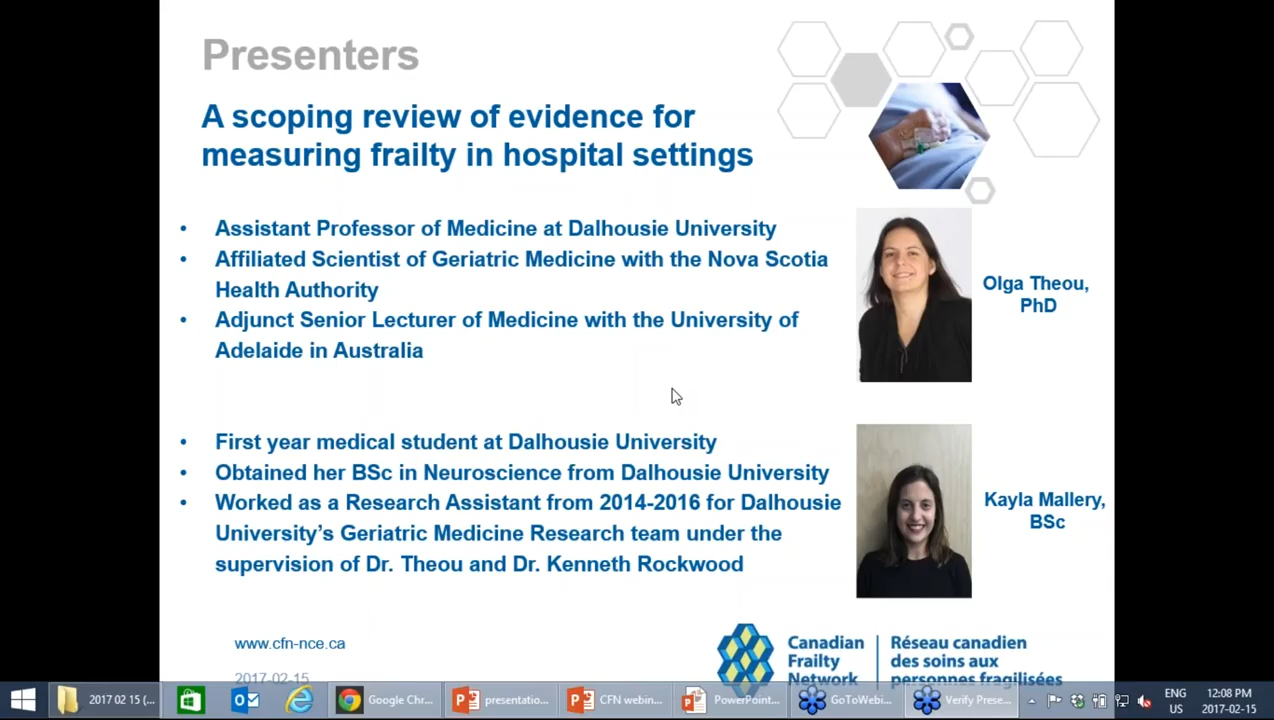 Presenters
A scoping review of evidence for
measuring frailty in hospital settings
• Assistant Professor of Medicine at Dalhousie University
• Affiliated Scientist of Geriatric Medicine with the Nova Scotia
Health Authority
• Adjunct Senior Lecturer of Medicine with the University of
Adelaide in Australia
Olga Theou,
PhD
• First year medical student at Dalhousie University
• Obtained her BSc in Neuroscience from Dalhousie University
• Worked as a Research Assistant from 2014-2016 for Dalhousie
University’s Geriatric Medicine Research team under the
supervision of Dr. Theou and Dr. Kenneth Rockwood
Kayla Mallery,
BSc
www.cfn-nce.ca
2017-02-15
Canadian
Frailty
Network
Réseau canadien
des soins aux
personnes fragilisées
2017 02 15 (...
Google Chr...
presentatio...
CFN webin...
PowerPoint...
GoToWebi...
Verify Prese...
ENG
US
12:08 PM
2017-02-15